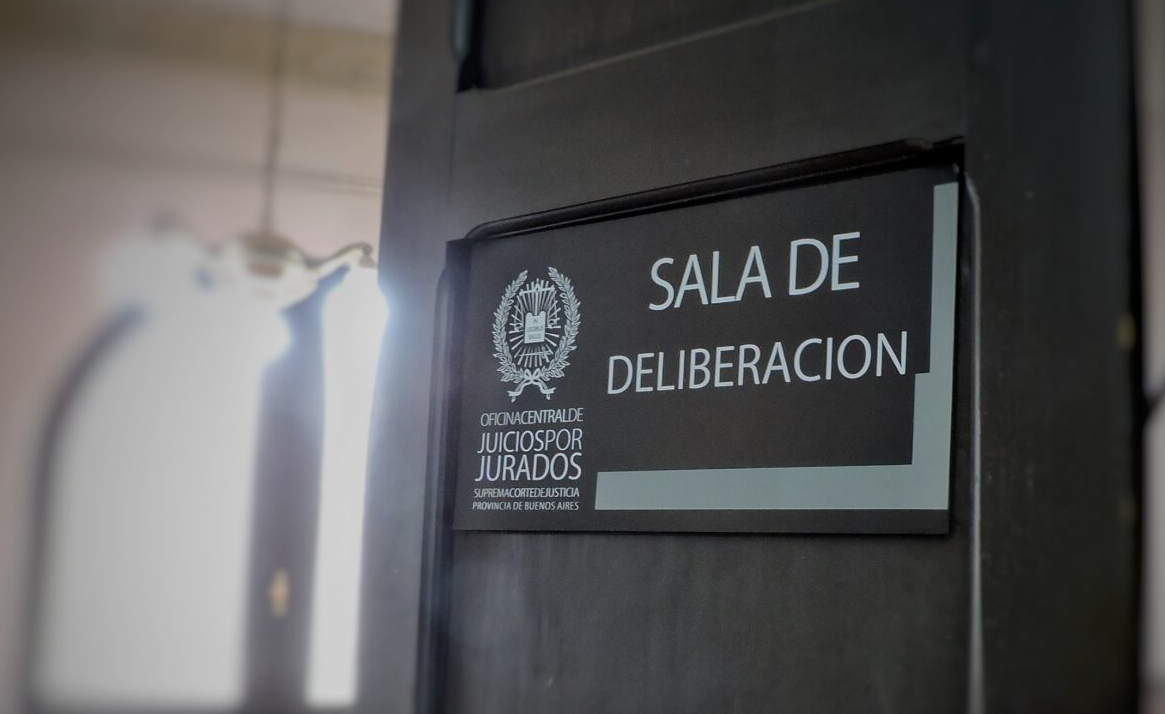 SALA DE
DELIBERACION
OFICINACENTRALDE
JUICIOSPOR
JURADOS
SUPREMACORTEDEJUSTICIA
PROVINCIA DE BUENOS AIRES